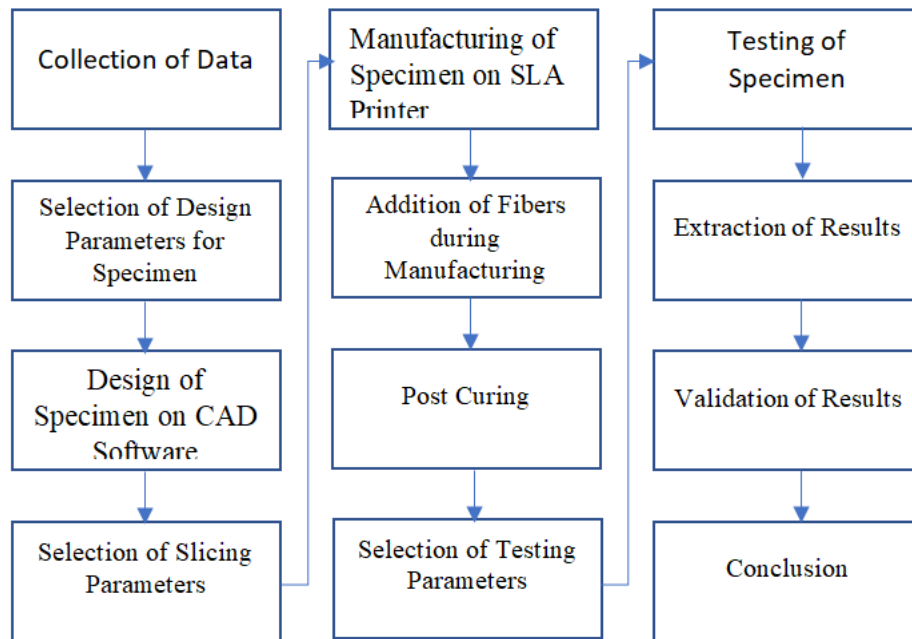 Collection of Data
Selection of Design
Parameters for
Specimen
Design of
Specimen on CAD
Software
Selection of Slicing
Parameters
Manufacturing of
Specimen on SLA
Printer
Addition of Fibers
during
Manufacturing
Post Curing
Selection of Testing
Parameters
Testing of
Specimen
Extraction of Results
Validation of Results
Conclusion